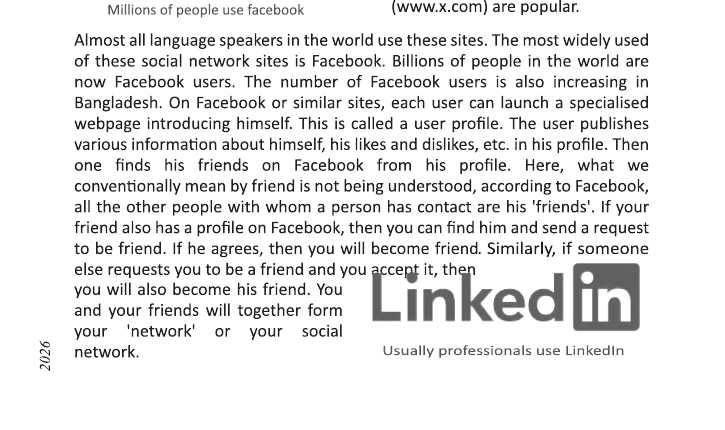 Millions of people use facebook
(www.x.com) are popular.
Almost all language speakers in the world use these sites. The most widely used
of these social network sites is Facebook. Billions of people in the world are
now Facebook users. The number of Facebook users is also increasing in
Bangladesh. On Facebook or similar sites, each user can launch a specialised
webpage introducing himself. This is called a user profile. The user publishes
various information about himself, his likes and dislikes, etc. in his profile. Then
one finds his friends on Facebook from his profile. Here, what we
conventionally mean by friend is not being understood, according to Facebook,
all the other people with whom a person has contact are his 'friends'. If your
friend also has a profile on Facebook, then you can find him and send a request
to be friend. If he agrees, then you will become friend. Similarly, if someone
else requests you to be a friend and you accept it, then
you will also become his friend. You
and your friends will together form
your 'network' or your social
network.
Linkedin
Usually professionals use LinkedIn
2026